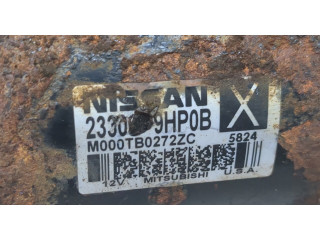 NISSAN X
9HP0B
M000TB0272ZC 5824
12V MITSUBISHI U.S.A